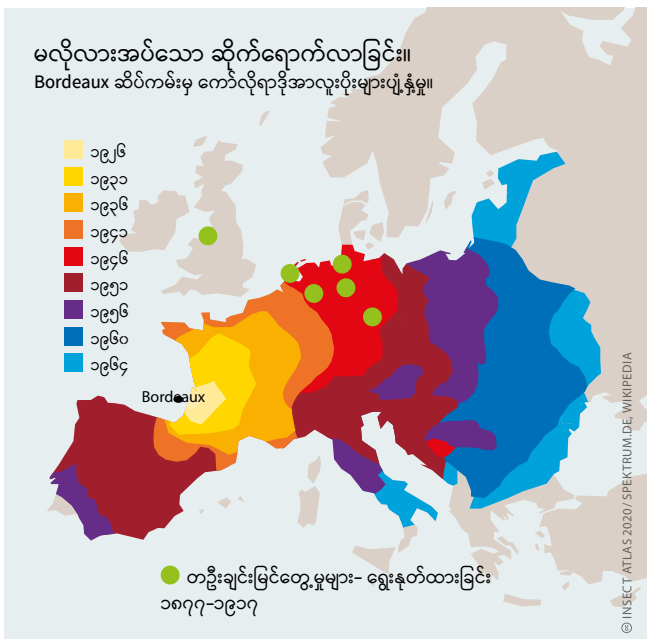 မလိုလားအပ်သော ဆိုက်ရောက်လာခြင်း။
Bordeaux ဆိပ်ကမ်းမှ ကော်လိုရာဒိုအာလူးပိုးများပျံ့နှံ့မှု။
၁၉၂၆
၁၉၃၁
၁၉၃၆
၁၉၄၁
၁၉၄၆
၁၉၅၁
၁၉၅၆
၁၉၆၀
၁၉၆၄
Bordeaux
တဦးချင်းမြင်တွေ့မှုများ– ရွေးနုတ်ထားခြင်း
၁၈၇၇–၁၉၁၇
INSECT ATLAS 2020/ SPEKTRUM.DE, WIKIPEDIA